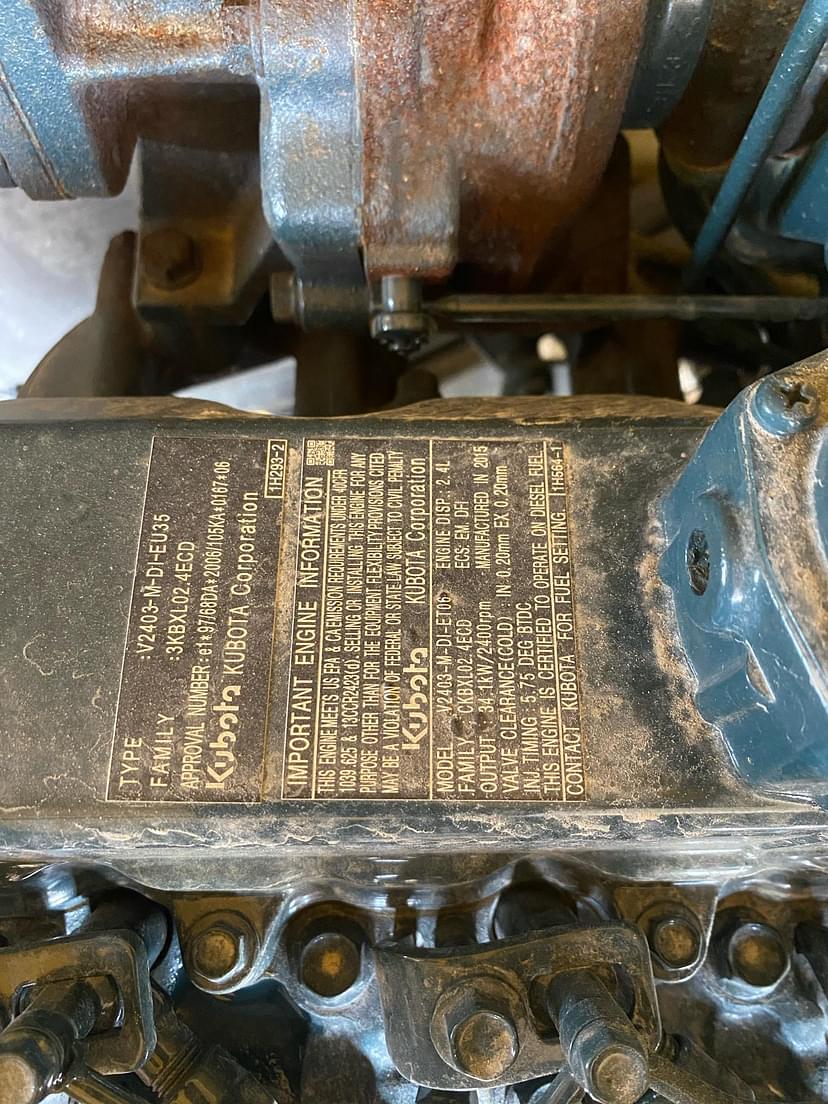 TYPE :V2403-M-DI-EU35
FAMILY :3KBXL02.4ECD
APPROVAL NUMBER:e1*97/68DA*2006/105KA*0167*06
Kubota KUBOTA Corporation
1H293-2
IMPORTANT ENGINE INFORMATION
THIS ENGINE MEETS US EPA & CA EMISSION REQUIREMENTS UNDER 40CFR
1039.625 & 13CCR2423(d). SELLING OR INSTALLING THIS ENGINE FOR ANY
PURPOSE OTHER THAN FOR THE EQUIPMENT FLEXIBILITY PROVISIONS CITED
MAY BE A VIOLATION OF FEDERAL OR STATE LAW SUBJECT TO CIVIL PENALTY
Kubota KUBOTA Corporation
MODEL :V2403-M-DI-ET06 ENGINE DISP.:2.4L
FAMILY :CKBXL02.4ECD ECS: EM DFI
OUTPUT :34.1kW/2400rpm MANUFACTURED IN 2015
VALVE CLEARANCE(COLD) :IN 0.20mm EX 0.20mm
INJ TIMING :5.75 DEG BTDC
THIS ENGINE IS CERTIFIED TO OPERATE ON DIESEL FUEL
CONTACT KUBOTA FOR FUEL SETTING.
1H564-1